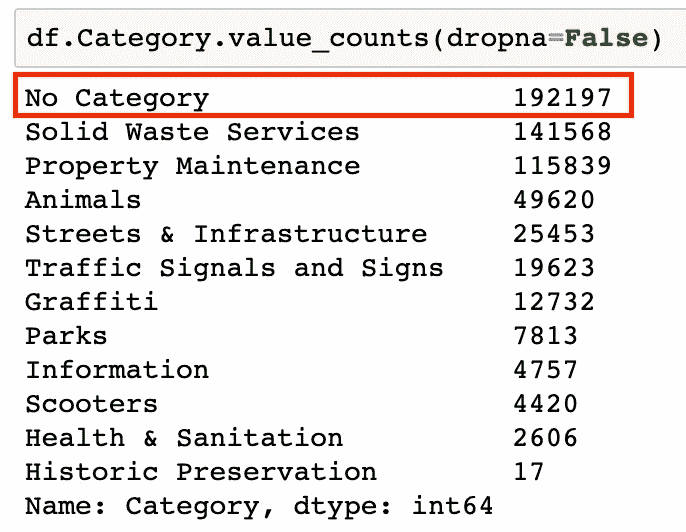 df.Category.value_counts(dropna=False)
No Category 192197
Solid Waste Services 141568
Property Maintenance 115839
Animals 49620
Streets & Infrastructure 25453
Traffic Signals and Signs 19623
Graffiti 12732
Parks 7813
Information 4757
Scooters 4420
Health & Sanitation 2606
Historic Preservation 17
Name: Category, dtype: int64